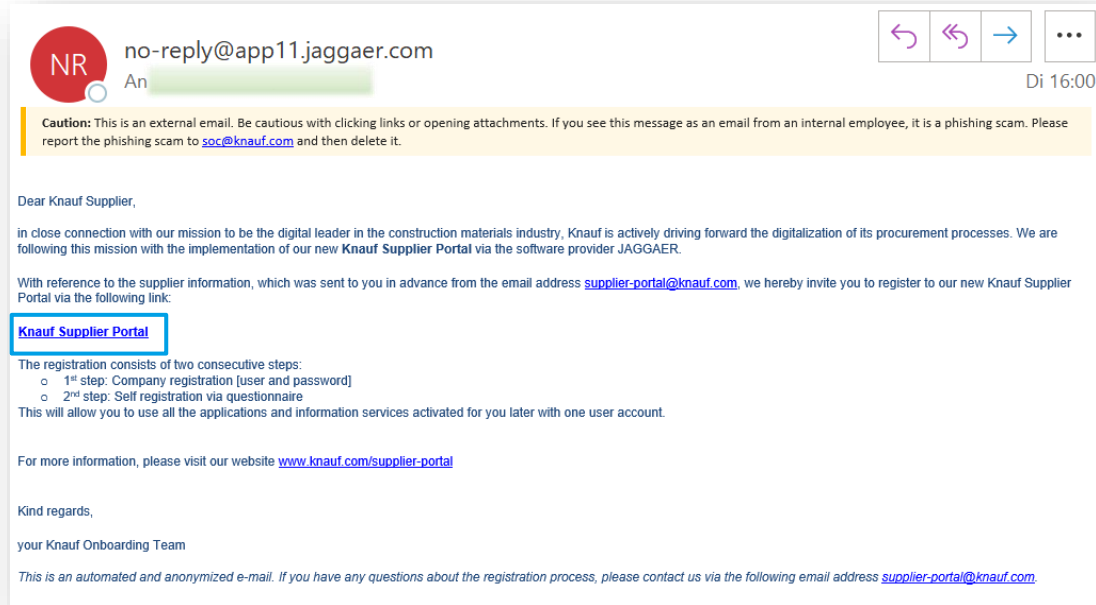 NR
no-reply@app11.jaggaer.com
An
Di 16:00
Caution: This is an external email. Be cautious with clicking links or opening attachments. If you see this message as an email from an internal employee, it is a phishing scam. Please
report the phishing scam to soc@knauf.com and then delete it.
Dear Knauf Supplier,
in close connection with our mission to be the digital leader in the construction materials industry, Knauf is actively driving forward the digitalization of its procurement processes. We are
following this mission with the implementation of our new Knauf Supplier Portal via the software provider JAGGAER.
With reference to the supplier information, which was sent to you in advance from the email address supplier-portal@knauf.com, we hereby invite you to register to our new Knauf Supplier
Portal via the following link:
Knauf Supplier Portal
The registration consists of two consecutive steps:
o 1st step: Company registration [user and password]
o 2nd step: Self registration via questionnaire
This will allow you to use all the applications and information services activated for you later with one user account.
For more information, please visit our website www.knauf.com/supplier-portal
Kind regards,
your Knauf Onboarding Team
This is an automated and anonymized e-mail. If you have any questions about the registration process, please contact us via the following email address supplier-portal@knauf.com.